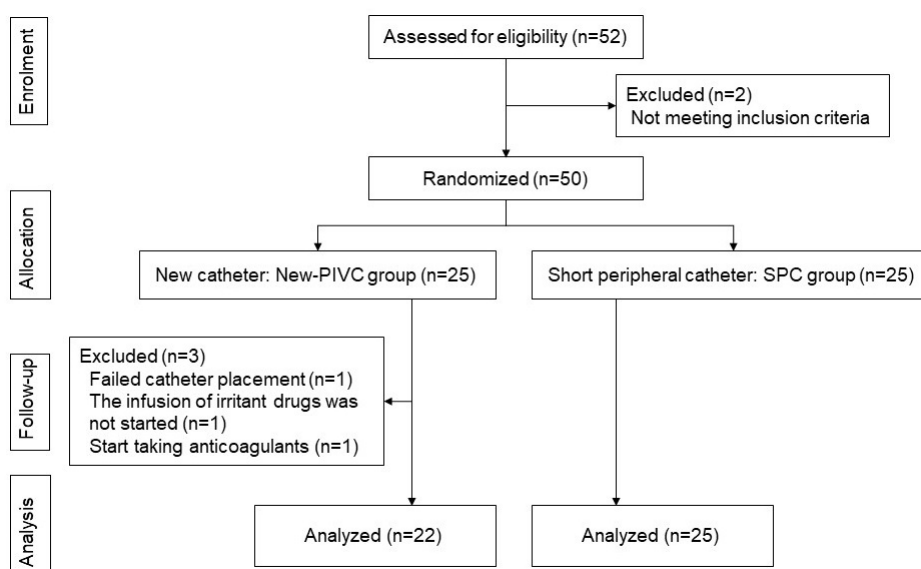 Enrolment
Assessed for eligibility (n=52)
Excluded (n=2)
Not meeting inclusion criteria
Randomized (n=50)
Allocation
New catheter: New-PIVC group (n=25)
Short peripheral catheter: SPC group (n=25)
Follow-up
Excluded (n=3)
Failed catheter placement (n=1)
The infusion of irritant drugs was
not started (n=1)
Start taking anticoagulants (n=1)
Analysis
Analyzed (n=22)
Analyzed (n=25)